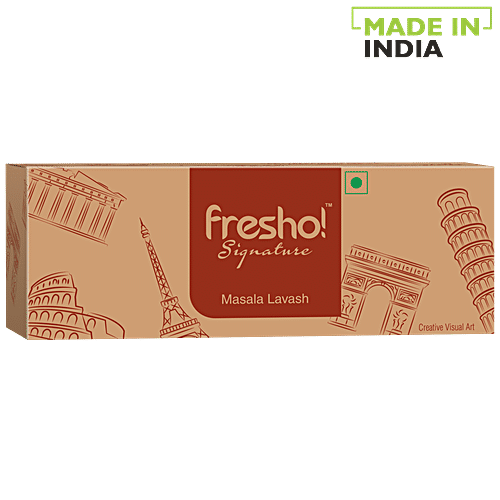 MADE IN
INDIA
fresho!™
Signature
Masala Lavash
Creative Visual Art